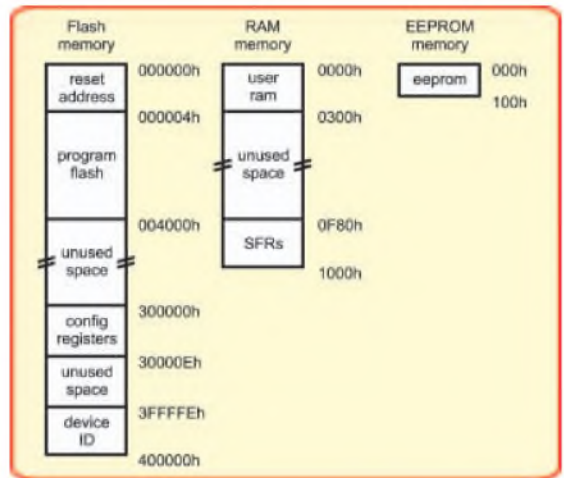 Flash
memory
reset
address
000000h
000004h
program
flash
004000h
unused
space
300000h
config
registers
30000Eh
unused
space
3FFFFEh
device
ID
400000h
RAM
memory
user
ram
0000h
0300h
unused
space
0F80h
SFRs
1000h
EEPROM
memory
eeprom
000h
100h